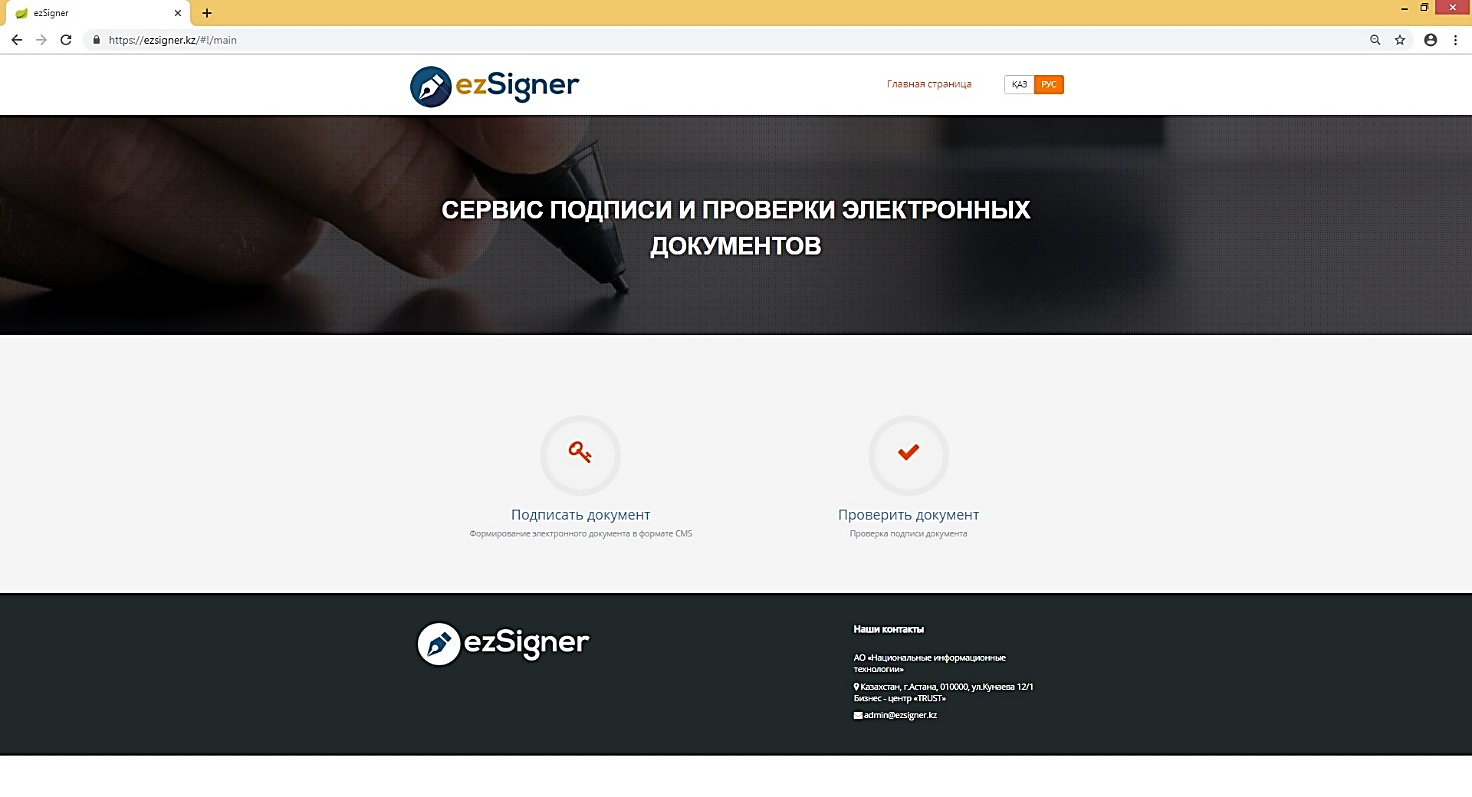 ezSigner
https://ezsigner.kz/#!/main
ezSigner
Главная страница
ҚАЗ РУС
СЕРВИС ПОДПИСИ И ПРОВЕРКИ ЭЛЕКТРОННЫХ
ДОКУМЕНТОВ
Подписать документ
Формирование электронного документа в формате CMS
Проверить документ
Проверка подписи документа
ezSigner
Наши контакты
АО «Национальные информационные
технологии»
Казахстан, г.Астана, 010000, ул.Кунаева 12/1
Бизнес - центр «TRUST»
admin@ezsigner.kz